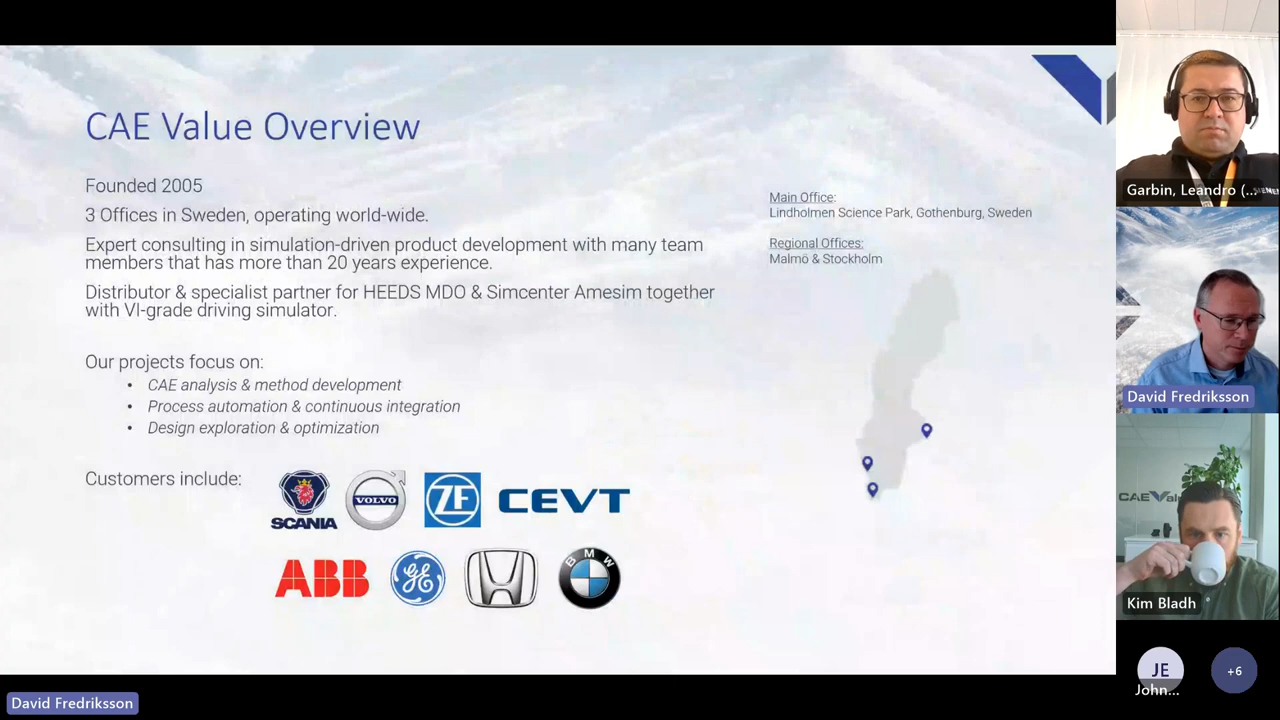 CAE Value Overview
Founded 2005
3 Offices in Sweden, operating world-wide.
Expert consulting in simulation-driven product development with many team
members that has more than 20 years experience.
Distributor & specialist partner for HEEDS MDO & Simcenter Amesim together
with VI-grade driving simulator.
Our projects focus on:
• CAE analysis & method development
• Process automation & continuous integration
• Design exploration & optimization
Customers include:
SCANIA
VOLVO
ZF
CEVT
ABB
GE
BMW
Main Office:
Lindholmen Science Park, Gothenburg, Sweden
Regional Offices:
Malmö & Stockholm
Garbin, Leandro (...
David Fredriksson
CAE Val
Kim Bladh
JE
John...
+6
David Fredriksson